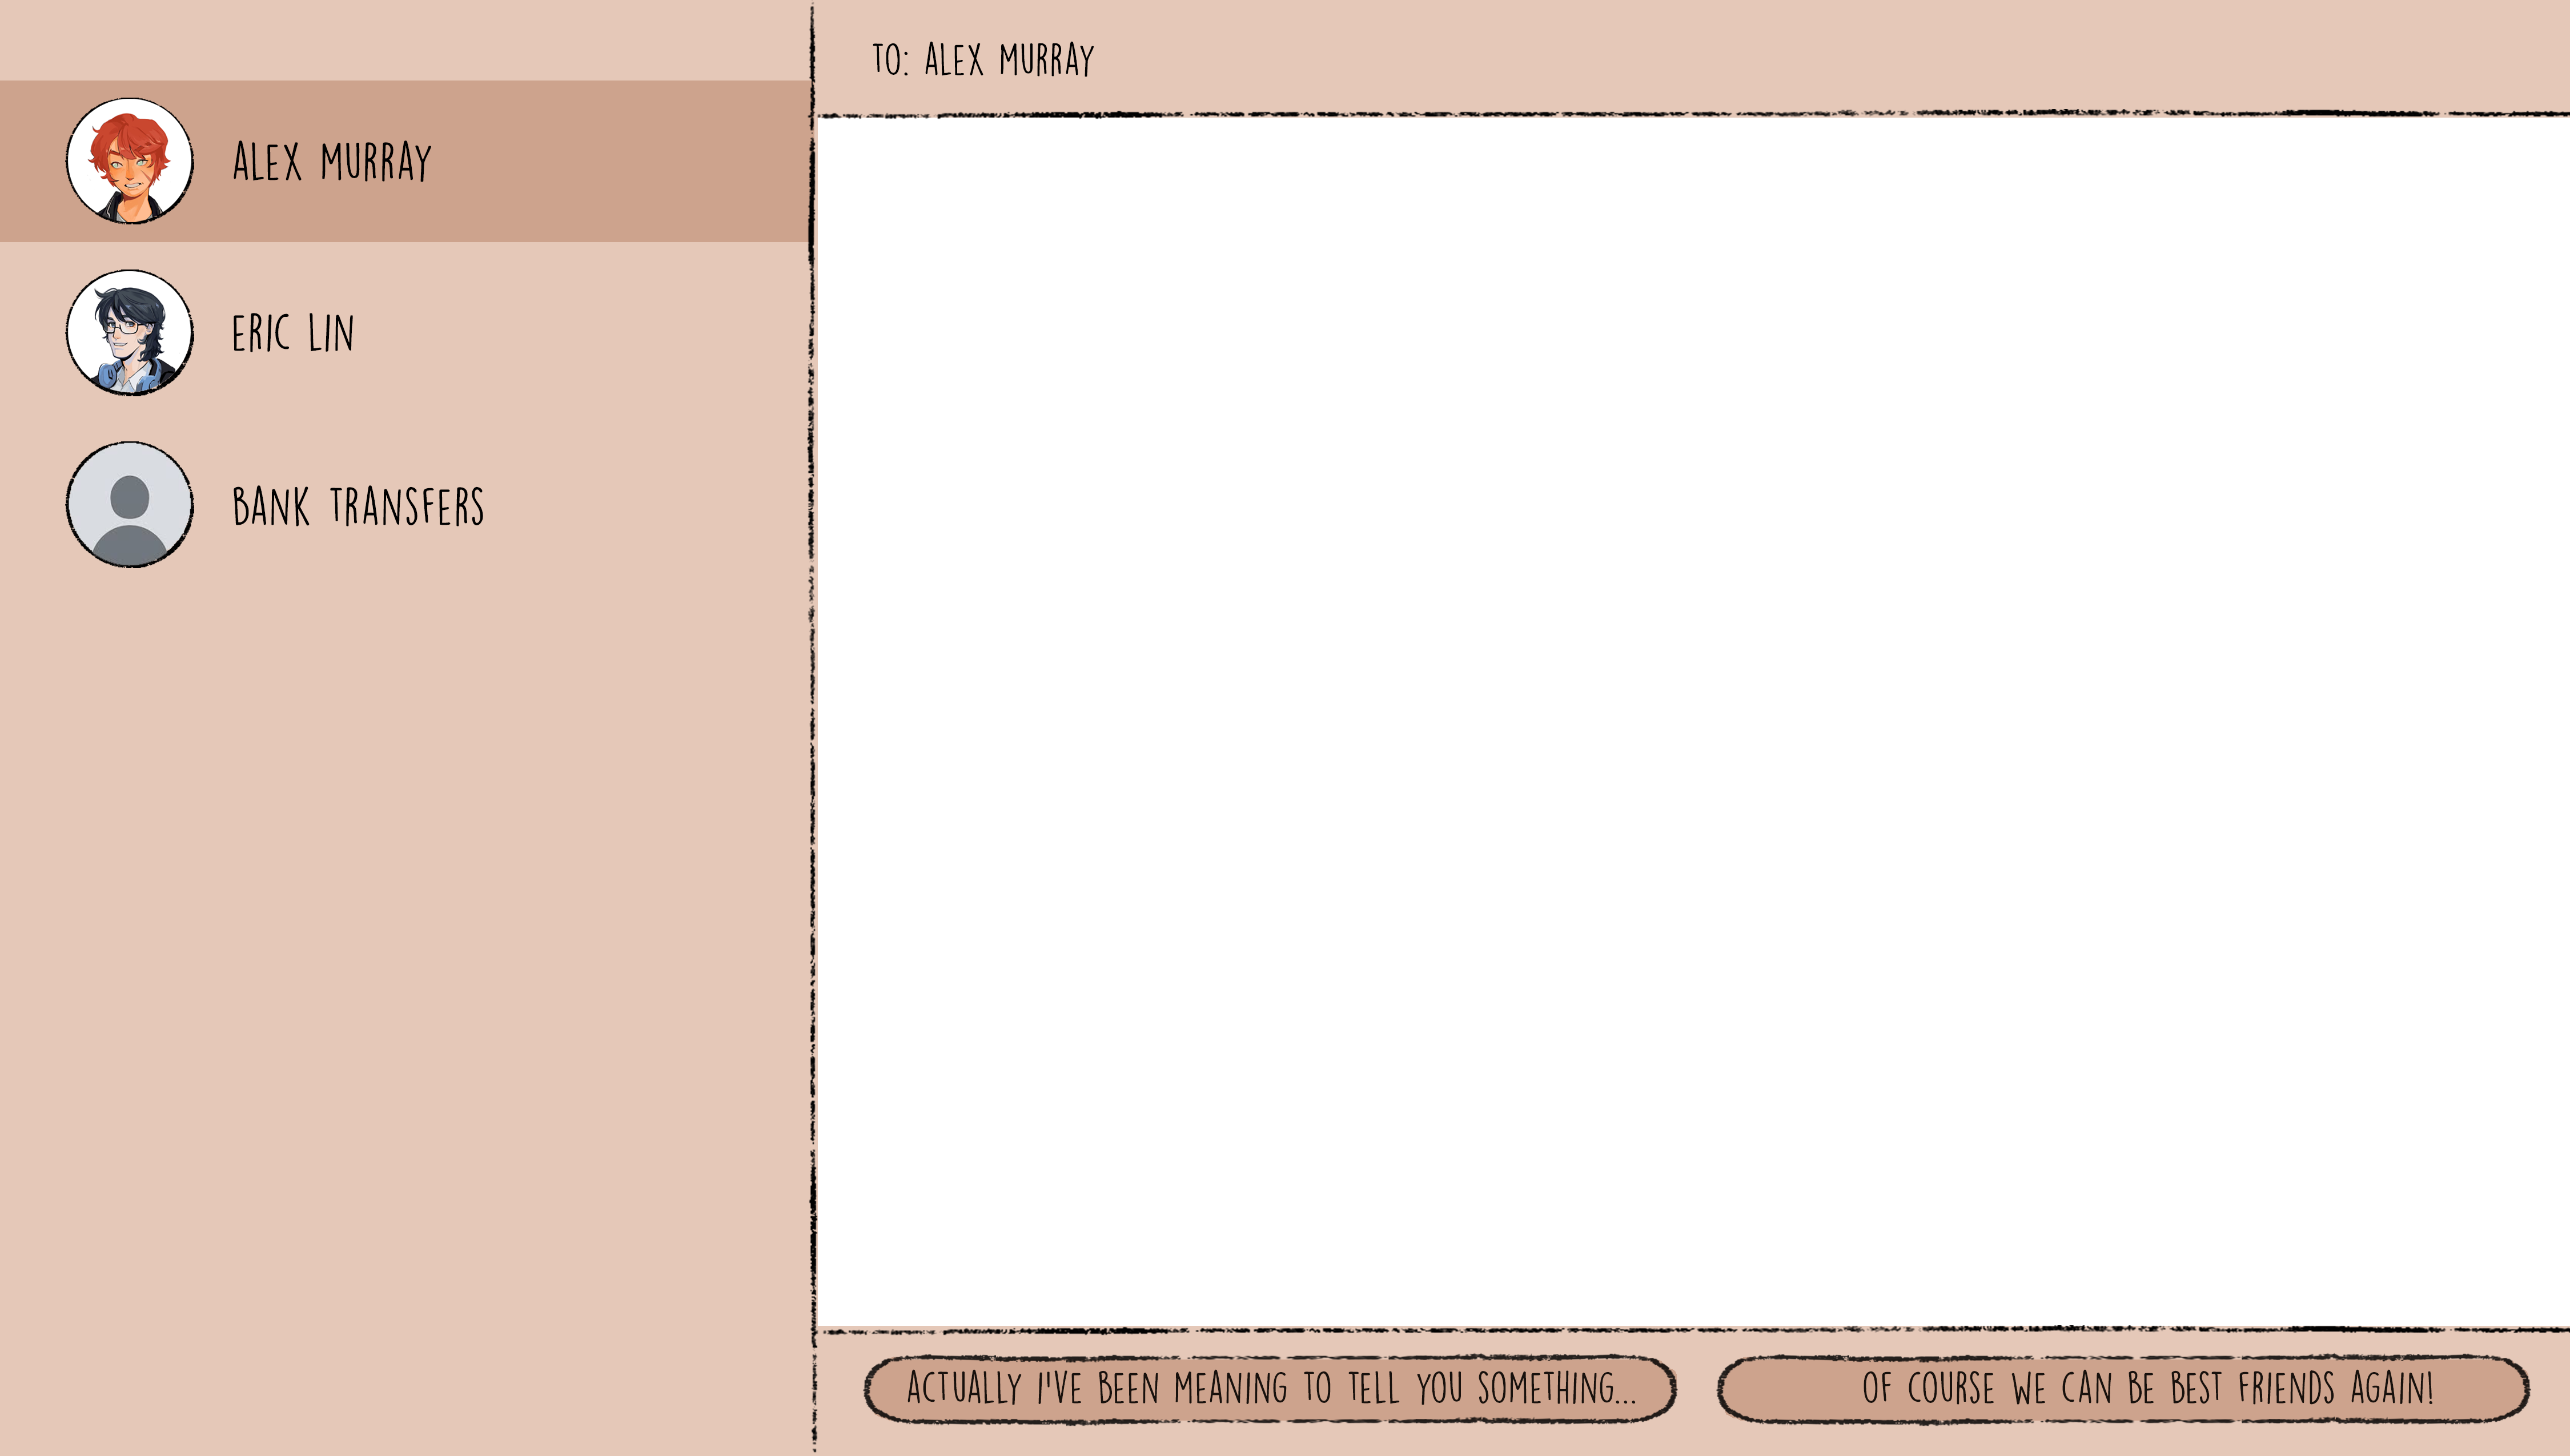 TO: ALEX MURRAY
ALEX MURRAY
ERIC LIN
BANK TRANSFERS
ACTUALLY I'VE BEEN MEANING TO TELL YOU SOMETHING...
OF COURSE WE CAN BE BEST FRIENDS AGAIN!